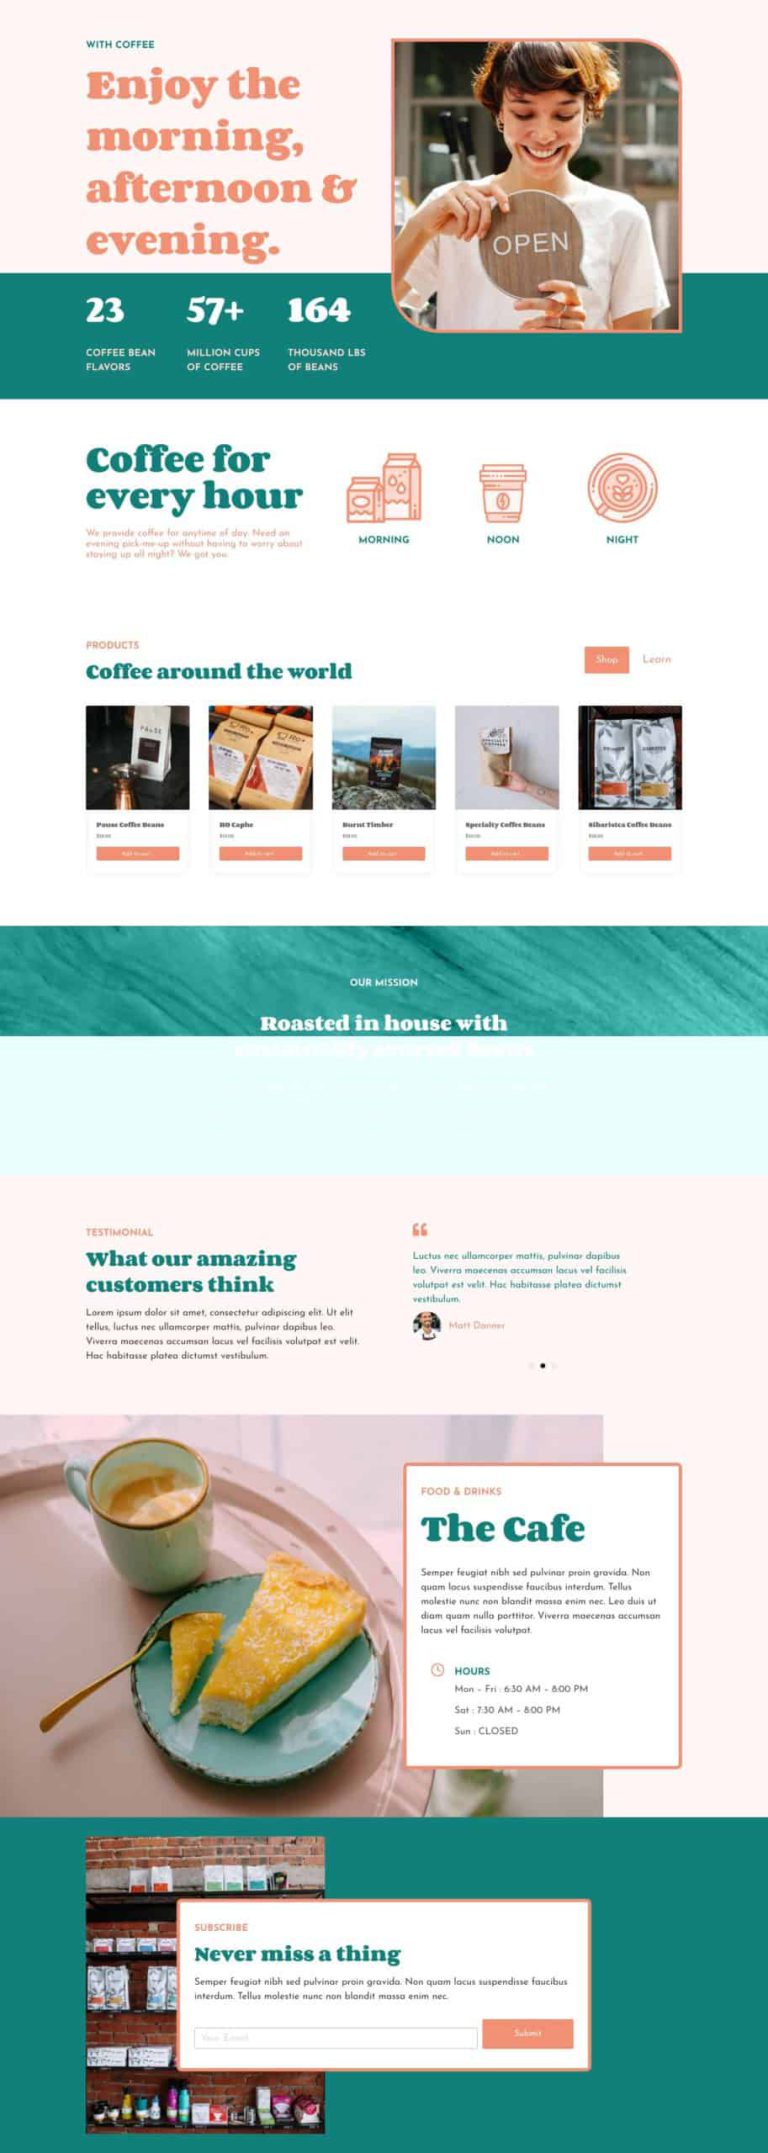 WITH COFFEE
Enjoy the
morning,
afternoon &
evening.
OPEN
23
57+
164
COFFEE BEAN
FLAVORS
MILLION CUPS
OF COFFEE
THOUSAND LBS
OF BEANS
Coffee for
every hour
We provide coffee for anytime of day. Need an
evening pick-me-up without having to worry about
staying up all night? We got you.
MORNING
NOON
NIGHT
PRODUCTS
Coffee around the world
Shop
Learn
PAUSE
Pause Coffee Beans
Add to cart
HO Caphe
Add to cart
Burnt Timber
Add to cart
Specialty Coffee Beans
Add to cart
Sibaristca Coffee Beans
Add to cart
OUR MISSION
Roasted in house with
TESTIMONIAL
What our amazing
customers think
Lorem ipsum dolor sit amet, consectetur adipiscing elit. Ut elit
tellus, luctus nec ullamcorper mattis, pulvinar dapibus leo.
Viverra maecenas accumsan lacus vel facilisis volutpat est velit.
Hac habitasse platea dictumst vestibulum.
Luctus nec ullamcorper mattis, pulvinar dapibus
leo. Viverra maecenas accumsan lacus vel facilisis
volutpat est velit. Hac habitasse platea dictumst
vestibulum.
Matt Danner
FOOD & DRINKS
The Cafe
Semper feugiat nibh sed pulvinar proin gravida. Non
quam lacus suspendisse faucibus interdum. Tellus
molestie nunc non blandit massa enim nec. Leo duis ut
diam quam nulla porttitor. Viverra maecenas accumsan
lacus vel facilisis volutpat.
HOURS
Mon – Fri : 6:30 AM – 8:00 PM
Sat : 7:30 AM – 8:00 PM
Sun : CLOSED
SUBSCRIBE
Never miss a thing
Semper feugiat nibh sed pulvinar proin gravida. Non quam lacus suspendisse faucibus
interdum. Tellus molestie nunc non blandit massa enim nec.
Your Email
Submit